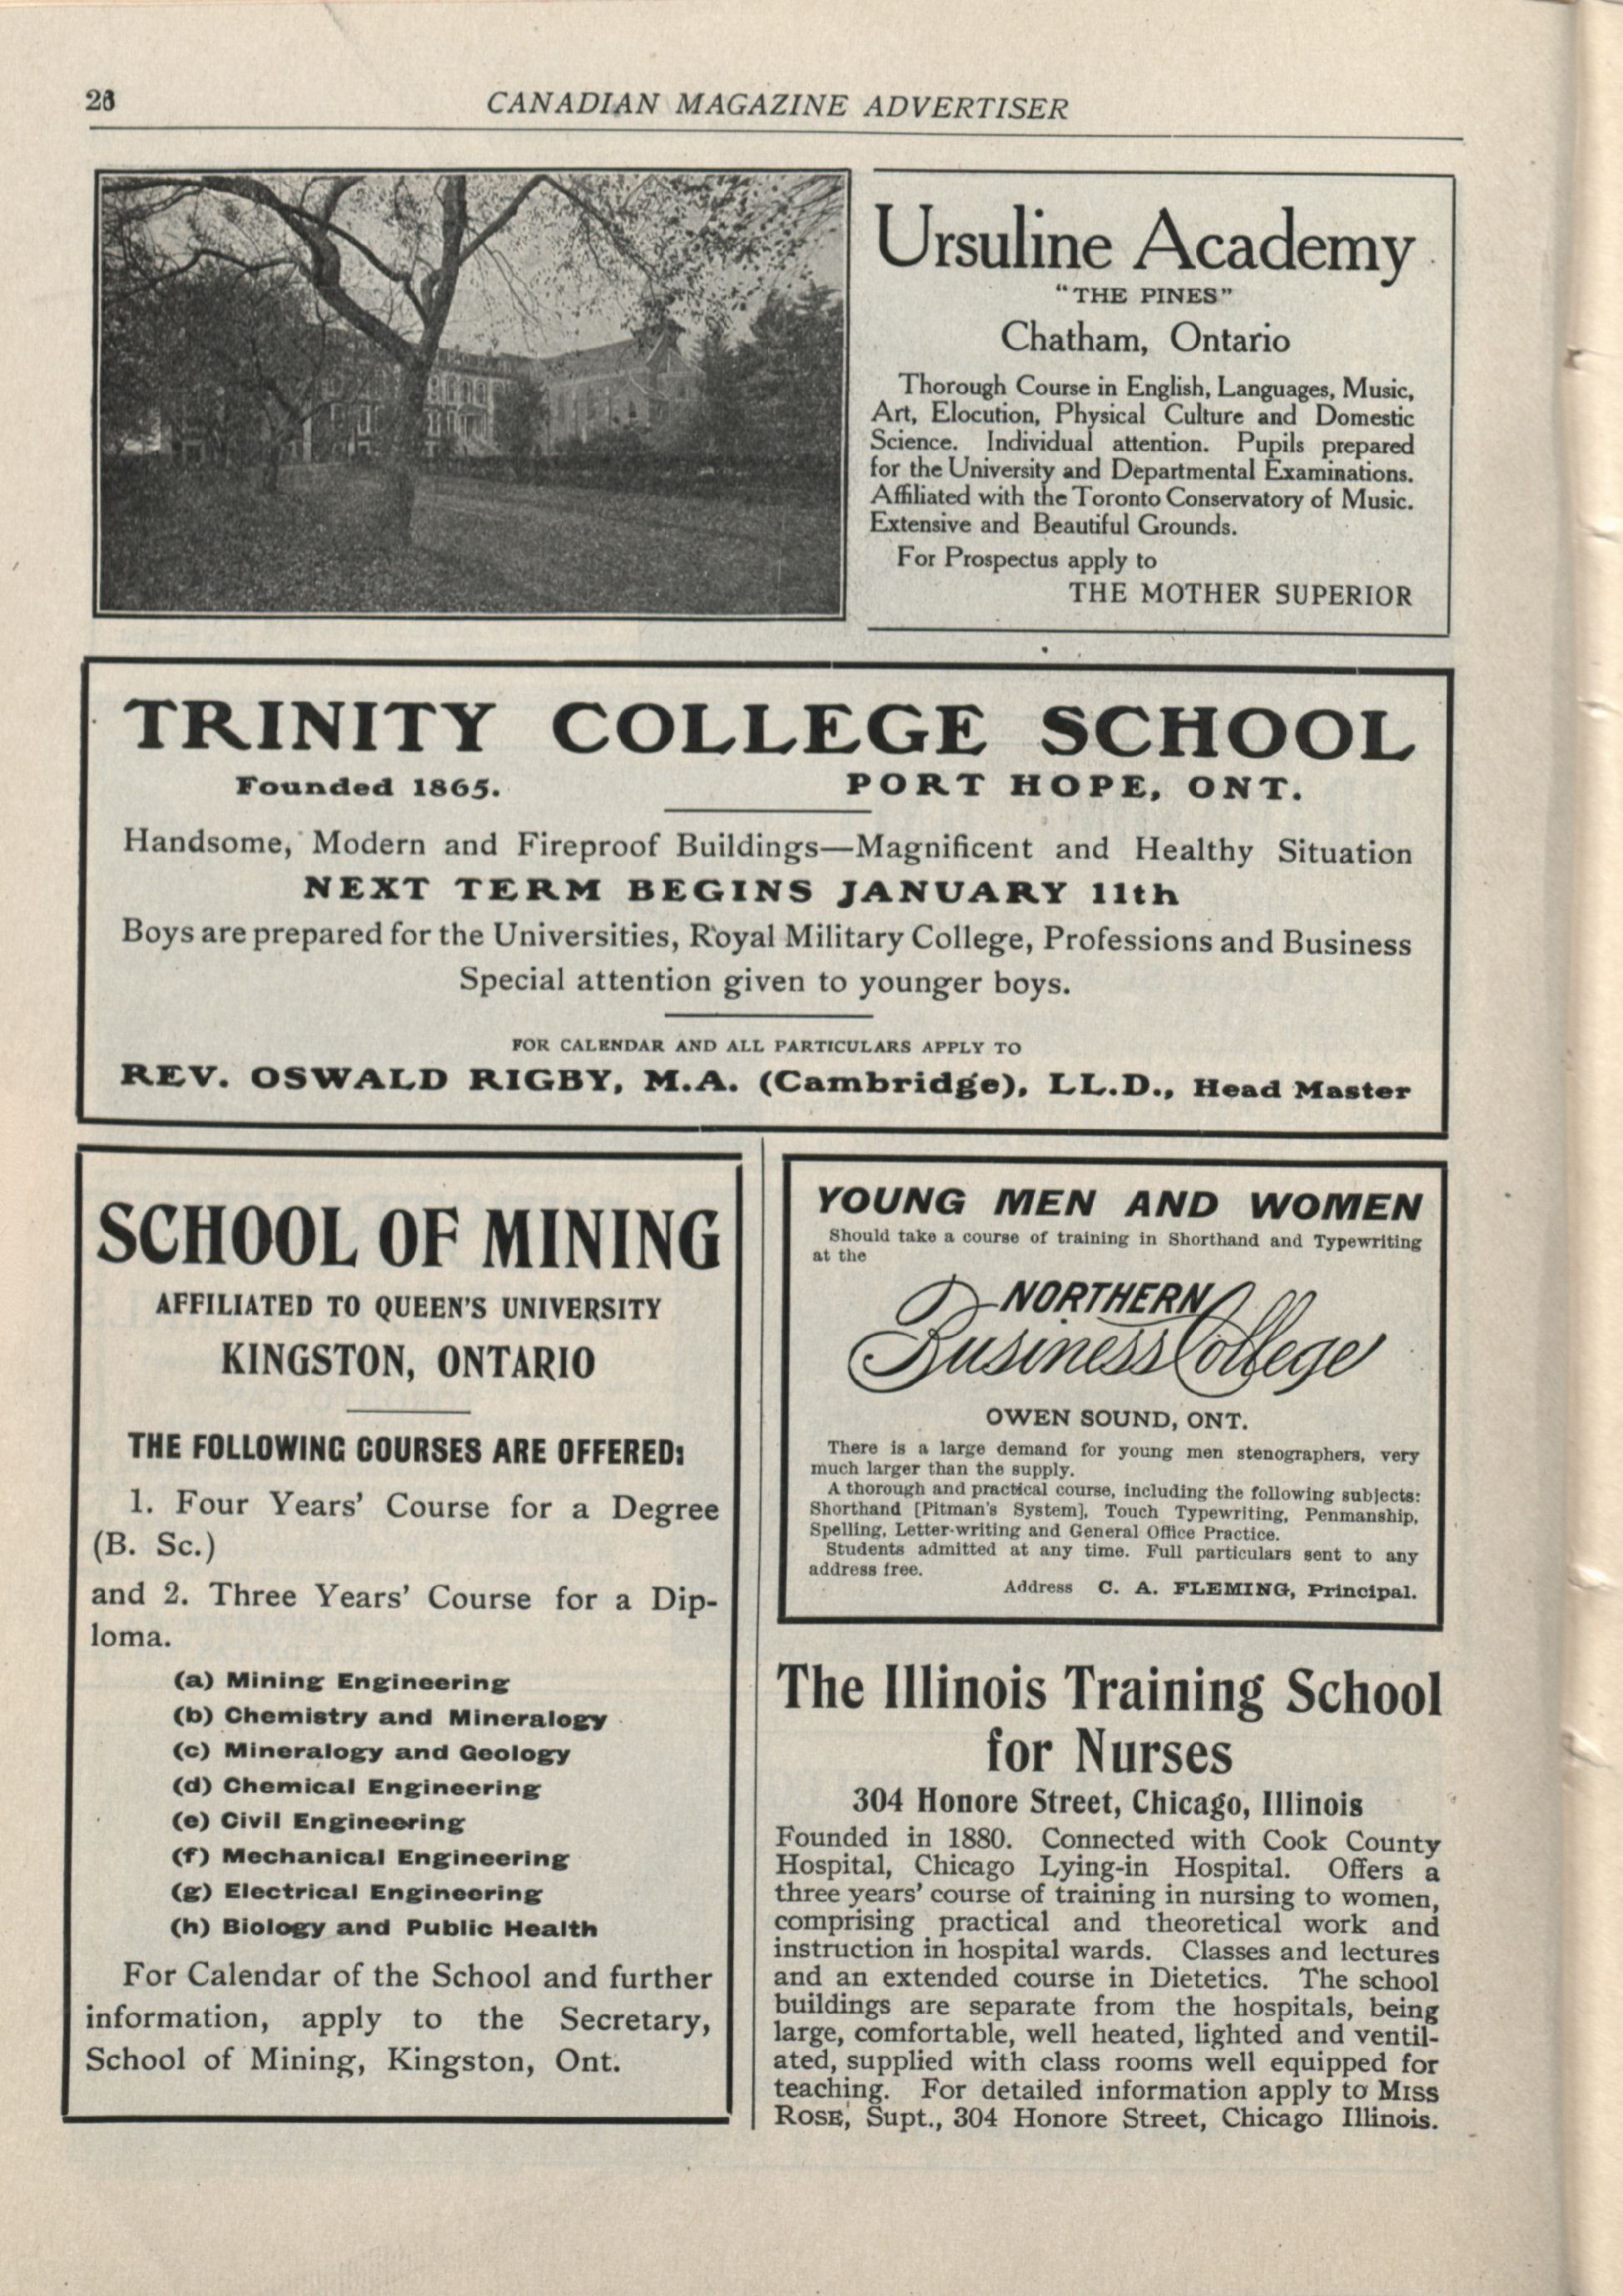 CANADIAN MAGAZINE ADVERTISER
Ursuline Academy
"THE PINES"
Chatham, Ontario
Thorough Course in English, Languages, Music,
Art, Elocution, Physical Culture and Domestic
Science. Individual attention. Pupils prepared
for the University and Departmental Examinations.
Affiliated with the Toronto Conservatory of Music.
Extensive and Beautiful Grounds.
For Prospectus apply to
THE MOTHER SUPERIOR
TRINITY COLLEGE SCHOOL
Founded 1865. PORT HOPE, ONT.
Handsome, Modern and Fireproof Buildings—Magnificent and Healthy Situation
NEXT TERM BEGINS JANUARY 11th
Boys are prepared for the Universities, Royal Military College, Professions and Business
Special attention given to younger boys.
FOR CALENDAR AND ALL PARTICULARS APPLY TO
REV. OSWALD RIGBY, M.A. (Cambridge), LL.D., Head Master
SCHOOL OF MINING
AFFILIATED TO QUEEN'S UNIVERSITY
KINGSTON, ONTARIO
THE FOLLOWING COURSES ARE OFFERED:
1. Four Years' Course for a Degree
(B. Sc.)
and 2. Three Years' Course for a Dip-
loma.
(a) Mining Engineering
(b) Chemistry and Mineralogy
(c) Mineralogy and Geology
(d) Chemical Engineering
(e) Civil Engineering
(f) Mechanical Engineering
(g) Electrical Engineering
(h) Biology and Public Health
For Calendar of the School and further
information, apply to the Secretary,
School of Mining, Kingston, Ont.
YOUNG MEN AND WOMEN
Should take a course of training in Shorthand and Typewriting
at the
NORTHERN
Business College
OWEN SOUND, ONT.
There is a large demand for young men stenographers, very
much larger than the supply.
A thorough and practical course, including the following subjects:
Shorthand [Pitman's System], Touch Typewriting, Penmanship,
Spelling, Letter-writing and General Office Practice.
Students admitted at any time. Full particulars sent to any
address free.
Address C. A. FLEMING, Principal.
The Illinois Training School
for Nurses
304 Honore Street, Chicago, Illinois
Founded in 1880. Connected with Cook County
Hospital, Chicago Lying-in Hospital. Offers a
three years' course of training in nursing to women,
comprising practical and theoretical work and
instruction in hospital wards. Classes and lectures
and an extended course in Dietetics. The school
buildings are separate from the hospitals, being
large, comfortable, well heated, lighted and ventil-
ated, supplied with class rooms well equipped for
teaching. For detailed information apply to MISS
ROSE, Supt., 304 Honore Street, Chicago Illinois.